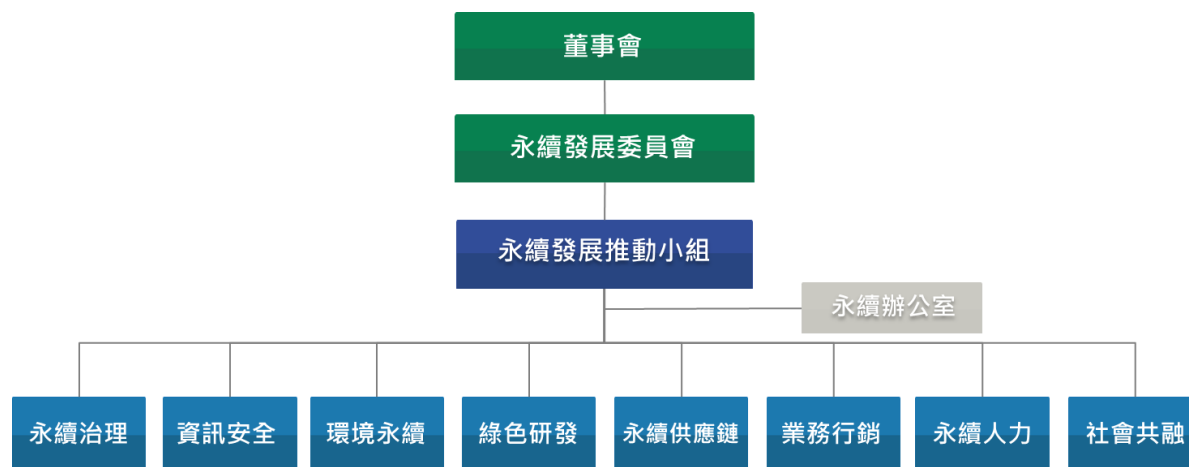 董事會
永續發展委員會
永續發展推動小組
永續辦公室
永續治理
資訊安全
環境永續
綠色研發
永續供應鏈
業務行銷
永續人力
社會共融